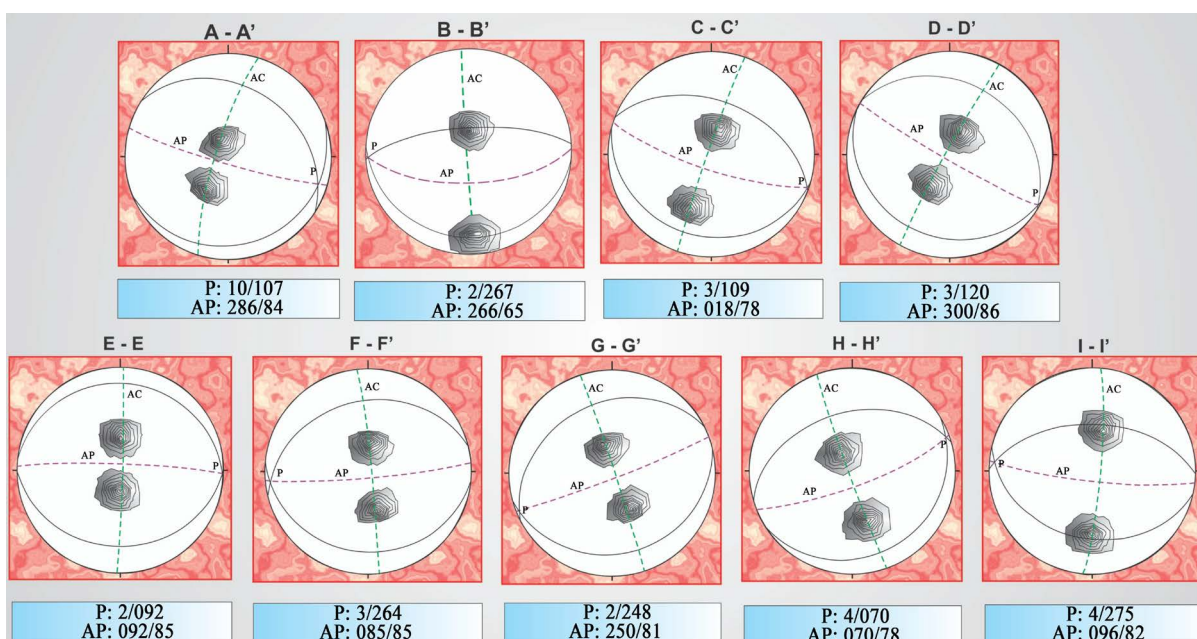 A - A’
B - B’
C - C’
D - D’
AC
AP
P
AC
P
AP
AC
AP
P
AC
AP
P
P: 10/107
AP: 286/84
P: 2/267
AP: 266/65
P: 3/109
AP: 018/78
P: 3/120
AP: 300/86
E - E
F - F’
G - G’
H - H’
I - I’
AC
AP
P
AC
P
AP
AC
AP
P
AC
P
AP
AC
P
AP
P: 2/092
AP: 092/85
P: 3/264
AP: 085/85
P: 2/248
AP: 250/81
P: 4/070
AP: 070/78
P: 4/275
AP: 096/82